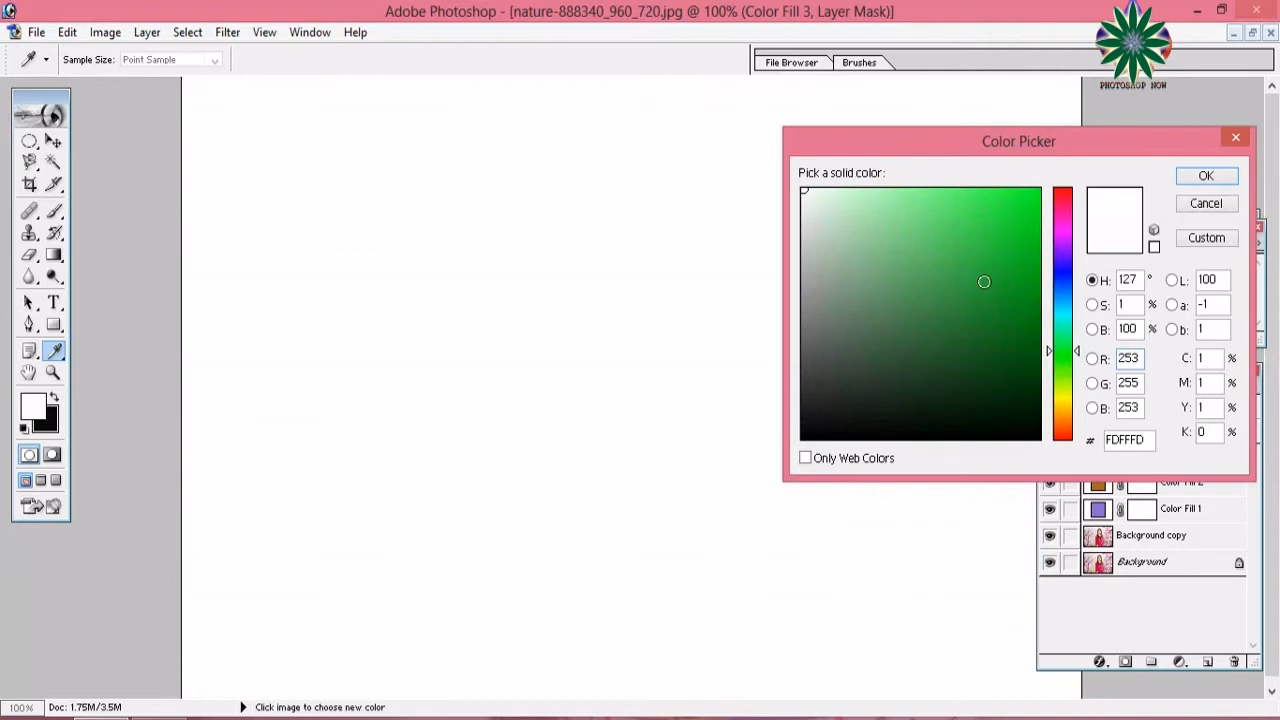 Adobe Photoshop - [nature-888340_960_720.jpg @ 100% (Color Fill 3, Layer Mask)]
File Edit Image Layer Select Filter View Window Help
Sample Size: Point Sample
File Browser Brushes
PHOTOSHOP NOW
Color Picker
Pick a solid color:
OK
Cancel
Custom
H: 127 ° L: 100
S: 1 % a: -1
B: 100 % b: 1
R: 253 C: 1 %
G: 255 M: 1 %
B: 253 Y: 1 %
# FDFFFD K: 0 %
Only Web Colors
Color Fill 2
Color Fill 1
Background copy
Background
100% Doc: 1.75M/3.5M Click image to choose new color